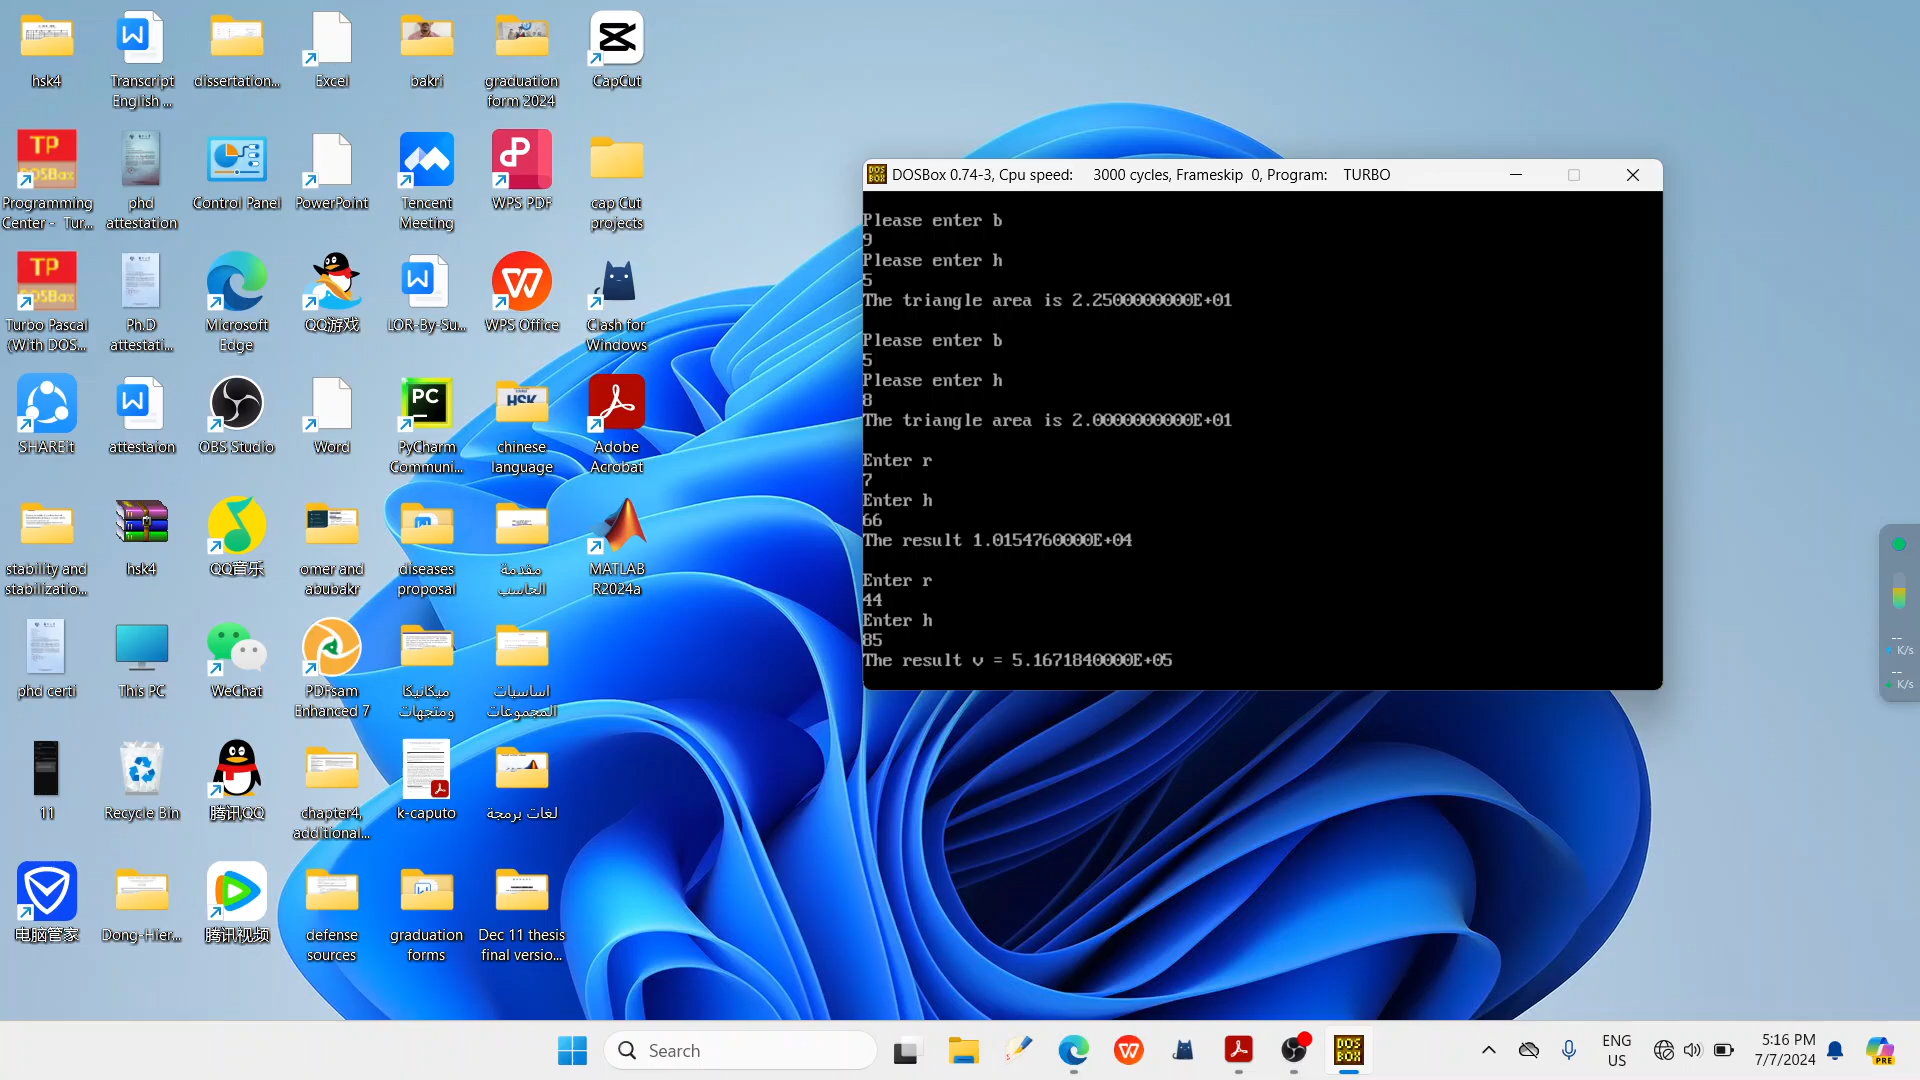 hsk4
Transcript
English ...
dissertation...
Excel
bakri
graduation
form 2024
CapCut
TP
DOSBox
Programming
Center - Tur...
phd
attestation
Control Panel
PowerPoint
Tencent
Meeting
WPS PDF
cap Cut
projects
TP
DOSBox
Turbo Pascal
(With DOS...
Ph.D
attestati...
Microsoft
Edge
QQ游戏
LOR-By-Su...
WPS Office
Clash for
Windows
SHAREit
attestaion
OBS Studio
Word
PC
PyCharm
Communi...
HSK
chinese
language
Adobe
Acrobat
stability and
stabilizatio...
hsk4
QQ音乐
omer and
abubakr
diseases
proposal
مقدمة
الحاسب
MATLAB
R2024a
phd certi
This PC
WeChat
PDFsam
Enhanced 7
ميكانيكا
ومتجهات
اساسيات
المجموعات
11
Recycle Bin
腾讯QQ
chapter4,
additional...
k-caputo
لغات برمجة
电脑管家
Dong-Hier...
腾讯视频
defense
sources
graduation
forms
Dec 11 thesis
final versio...
DOSBox 0.74-3, Cpu speed: 3000 cycles, Frameskip 0, Program: TURBO
Please enter b
9
Please enter h
5
The triangle area is 2.2500000000E+01
Please enter b
5
Please enter h
8
The triangle area is 2.0000000000E+01
Enter r
7
Enter h
66
The result 1.0154760000E+04
Enter r
44
Enter h
85
The result v = 5.1671840000E+05
--
K/s
--
K/s
Search
DOS
BOX
ENG
US
5:16 PM
7/7/2024
PRE